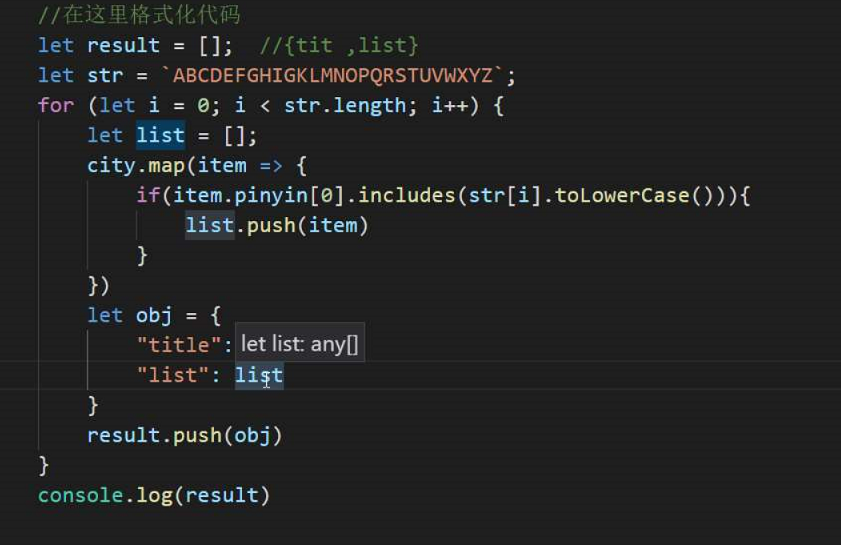 //在这里格式化代码
let result = [];  //{tit ,list}
let str = `ABCDEFGHIGKLMNOPQRSTUVWXYZ`;
for (let i = 0; i < str.length; i++) {
    let list = [];
    city.map(item => {
        if(item.pinyin[0].includes(str[i].toLowerCase())){
            list.push(item)
        }
    })
    let obj = {
        "title": let list: any[]
        "list": list
    }
    result.push(obj)
}
console.log(result)